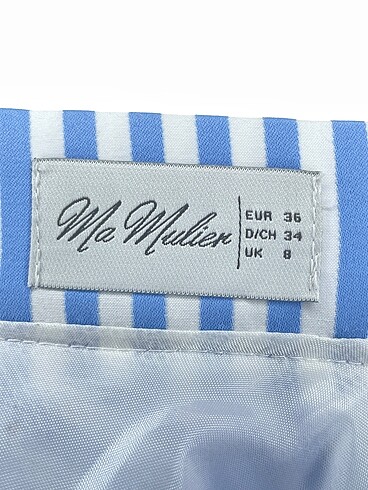 Ma Mulier
EUR 36
D/CH 34
UK 8